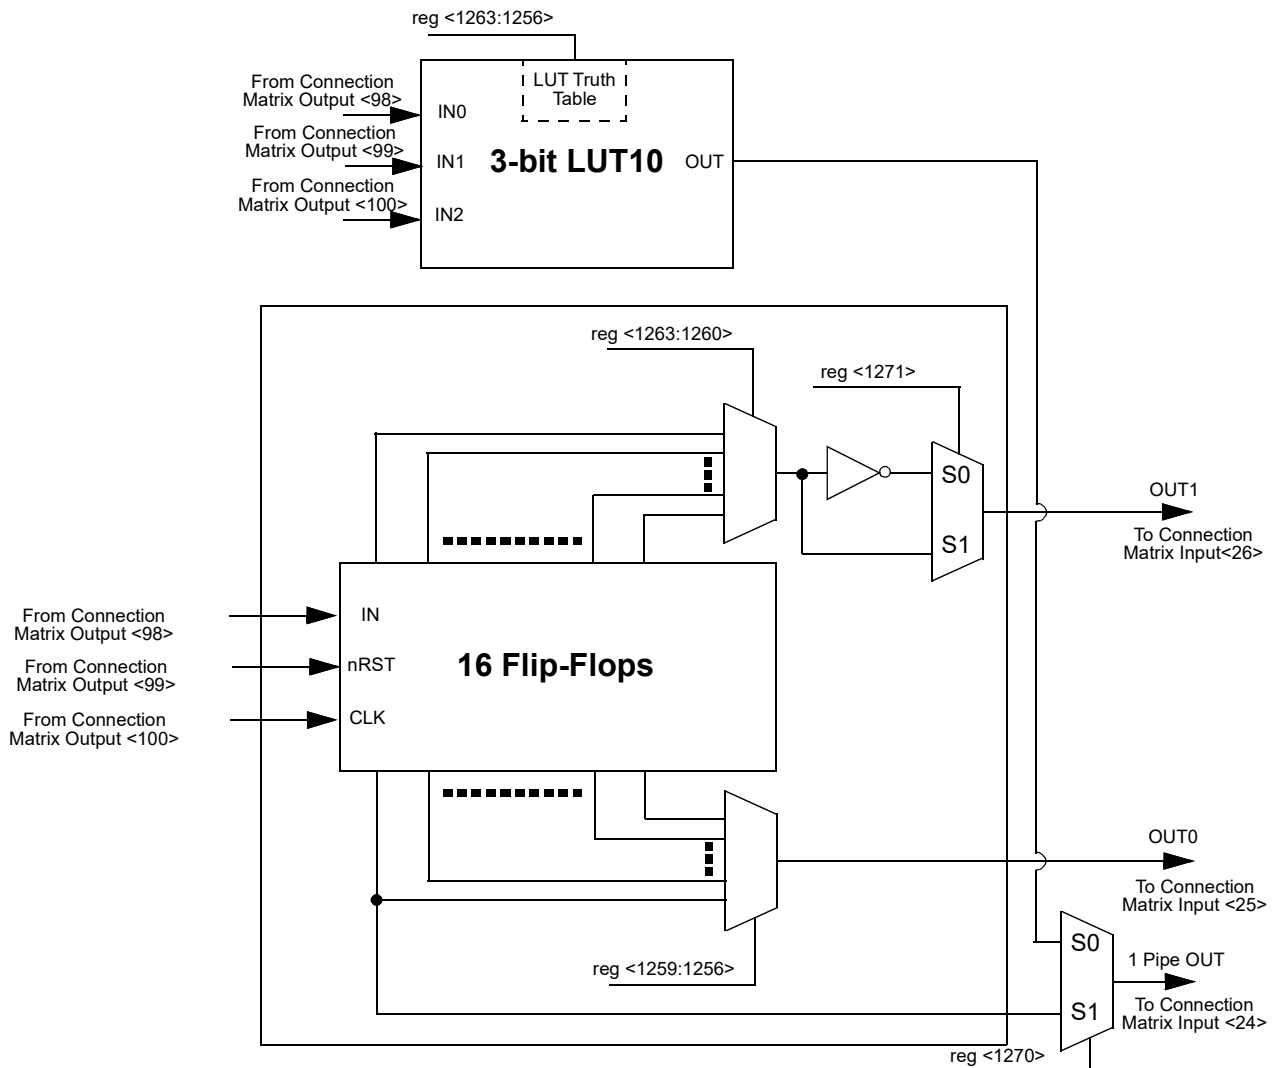 reg <1263:1256>
From Connection
Matrix Output <98>
LUT Truth
Table
IN0
From Connection
Matrix Output <99>
IN1
3-bit LUT10
OUT
From Connection
Matrix Output <100>
IN2
reg <1263:1260>
reg <1271>
S0
S1
OUT1
To Connection
Matrix Input<26>
From Connection
Matrix Output <98>
IN
From Connection
Matrix Output <99>
nRST
16 Flip-Flops
From Connection
Matrix Output <100>
CLK
OUT0
To Connection
Matrix Input <25>
reg <1259:1256>
S0
S1
1 Pipe OUT
To Connection
Matrix Input <24>
reg <1270>